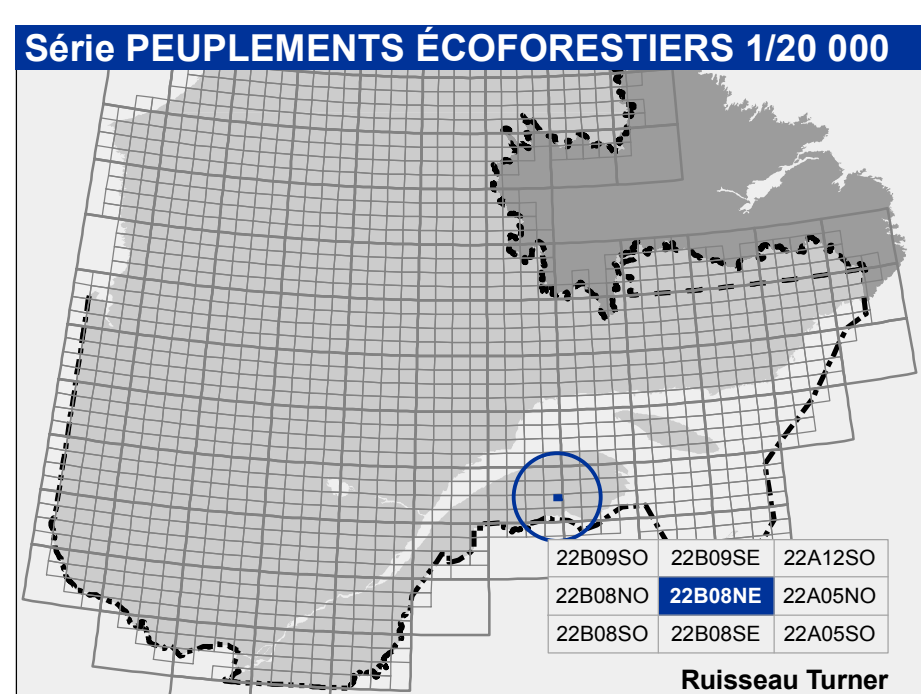 Série PEUPLEMENTS ÉCOFORESTIERS 1/20 000
22B09SO 22B09SE 22A12SO
22B08NO 22B08NE 22A05NO
22B08SO 22B08SE 22A05SO
Ruisseau Turner